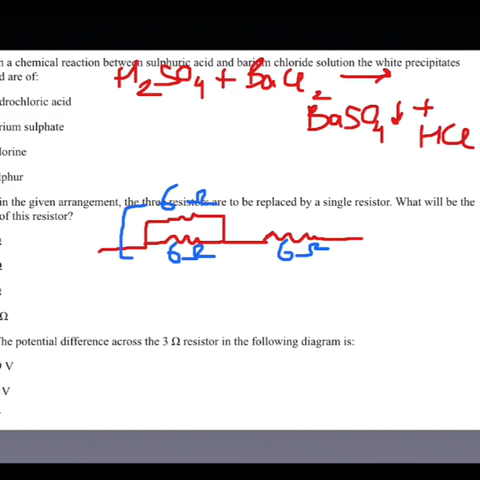 n a chemical reaction between sulphuric acid and barium chloride solution the white precipitates
d are of:
H2SO4 + BaCl2 →
BaSO4↓ + HCl
drochloric acid
rium sulphate
lorine
lphur
in the given arrangement, the three resistors are to be replaced by a single resistor. What will be the
of this resistor?
6 Ω
6 Ω
6 Ω
Ω
The potential difference across the 3 Ω resistor in the following diagram is:
V
V